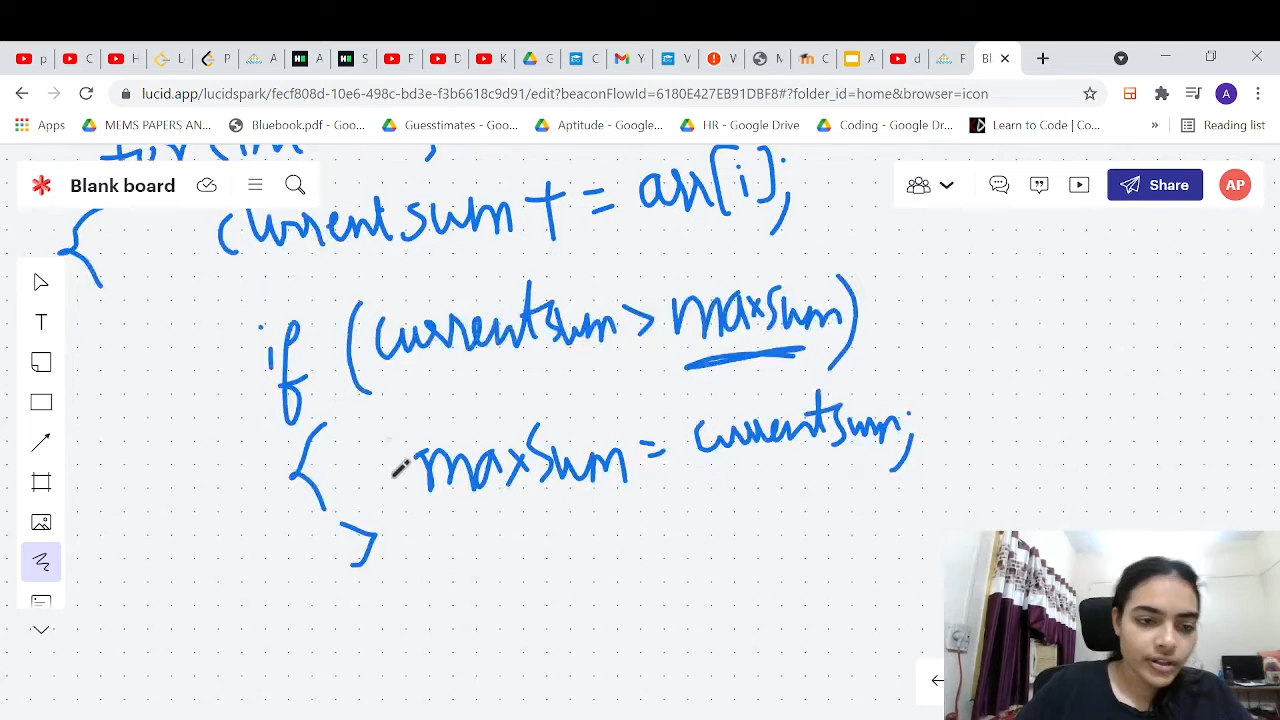 p
C
H
L
P
A
A
S
F
D
K
G
C
Y
V
W
M
C
A
d
F
Bl
lucid.app/lucidspark/fecf808d-10e6-498c-bd3e-f3b6618c9d91/edit?beaconFlowId=6180E427EB91DBF8#?folder_id=home&browser=icon
A
Apps
MEMS PAPERS AN...
Bluebook.pdf - Goo...
Guesstimates - Goo...
Aptitude - Google...
HR - Google Drive
Coding - Google Dr...
Learn to Code | Co...
»
Reading list
Blank board
Share
AP
T
{ currentsum += arr[i];
if (currentsum > maxsum)
{ maxsum = currentsum;
}